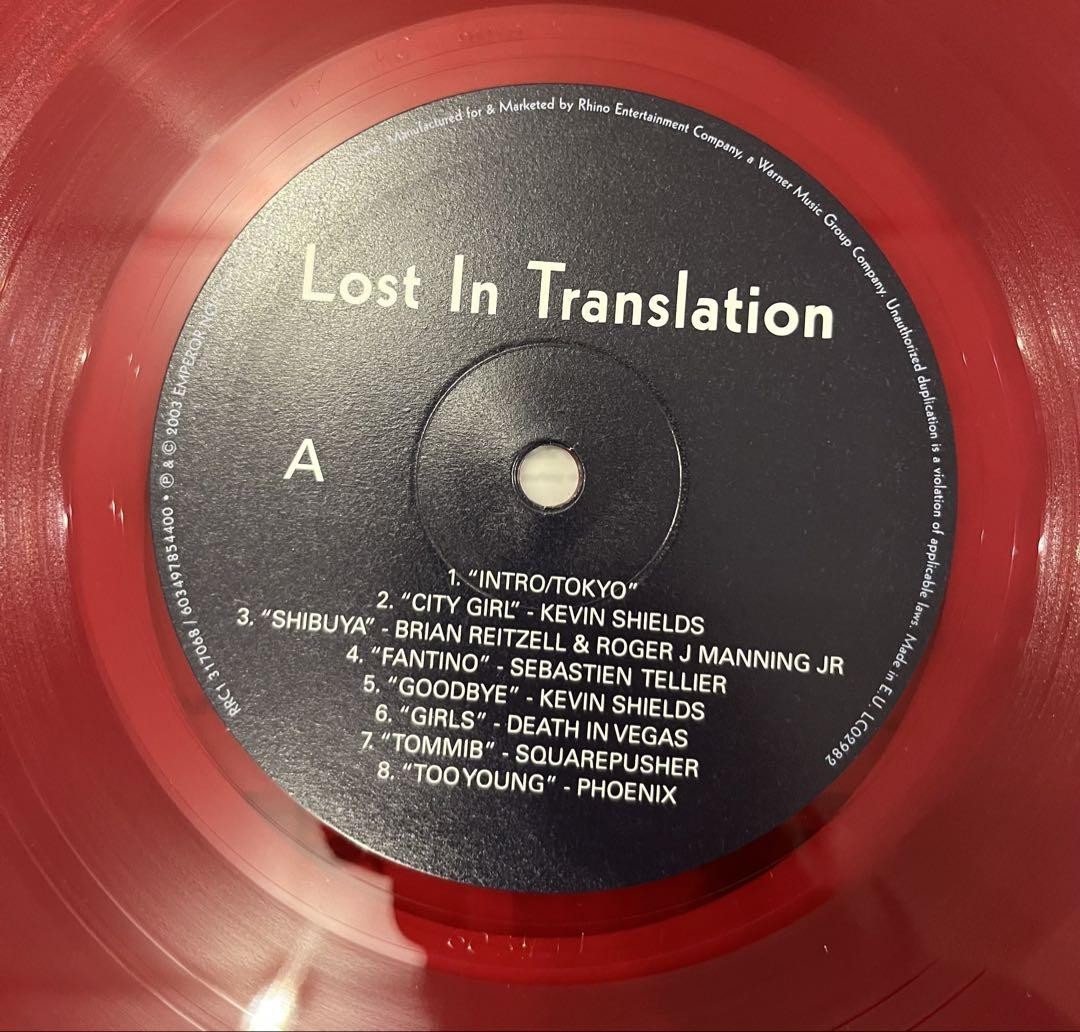 Manufactured for & Marketed by Rhino Entertainment Company, a Warner Music Group Company. Unauthorized duplication is a violation of applicable laws. Made in E.U. LC02982
Lost In Translation
RRC1 317068 / 603497854400 • ℗ & © 2003 EMPEROR
A
1. “INTRO/TOKYO”
2. “CITY GIRL” - KEVIN SHIELDS
3. “SHIBUYA” - BRIAN REITZELL & ROGER J MANNING JR
4. “FANTINO” - SEBASTIEN TELLIER
5. “GOODBYE” - KEVIN SHIELDS
6. “GIRLS” - DEATH IN VEGAS
7. “TOMMIB” - SQUAREPUSHER
8. “TOO YOUNG” - PHOENIX